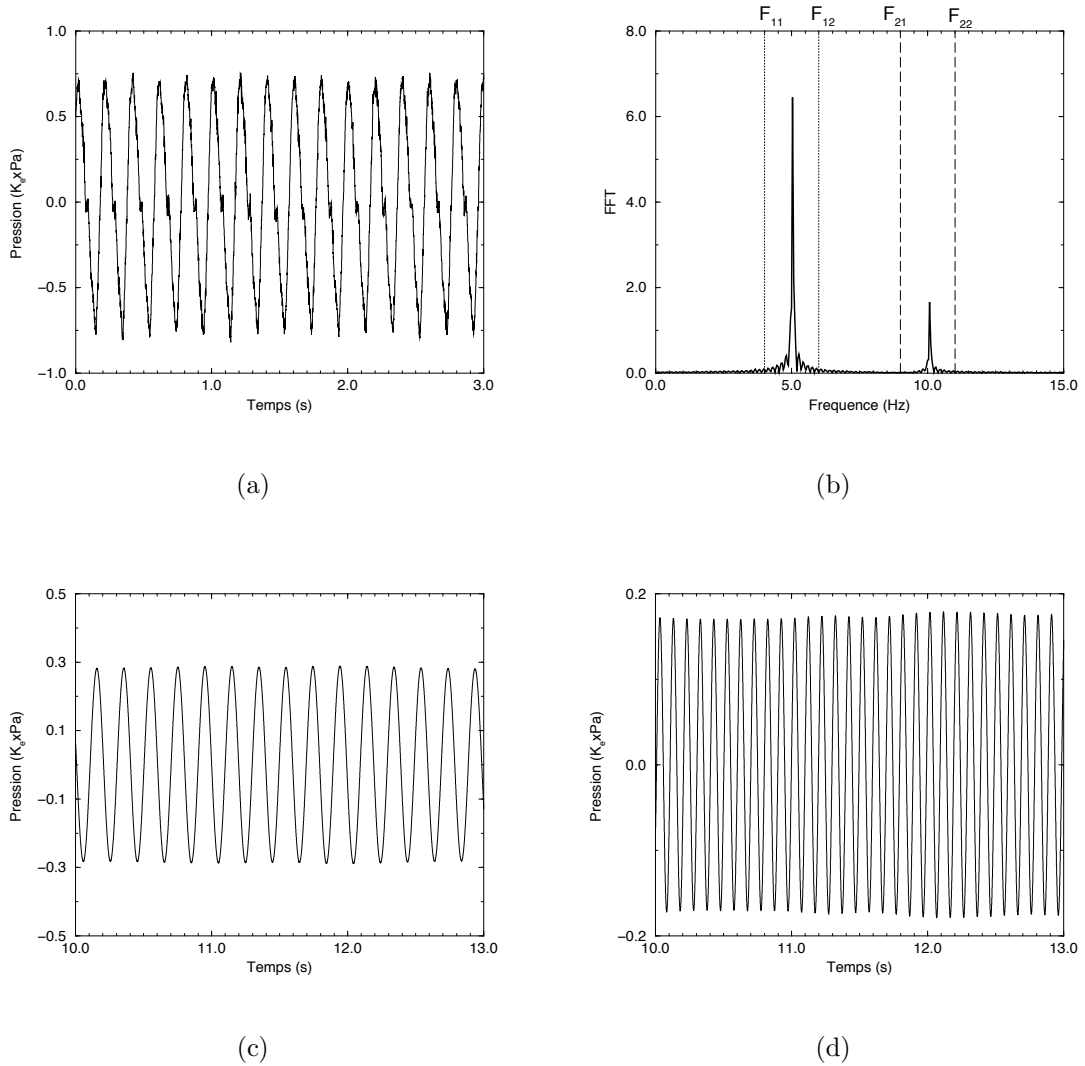 F11 F12 F21 F22
1.0
0.5
0.0
−0.5
−1.0
Pression (KexPa)
0.0 1.0 2.0 3.0
Temps (s)
8.0
6.0
4.0
2.0
0.0
FFT
0.0 5.0 10.0 15.0
Frequence (Hz)
(a)
(b)
0.5
0.3
0.1
−0.1
−0.3
−0.5
Pression (KexPa)
10.0 11.0 12.0 13.0
Temps (s)
0.2
0.0
−0.2
Pression (KexPa)
10.0 11.0 12.0 13.0
Temps (s)
(c)
(d)